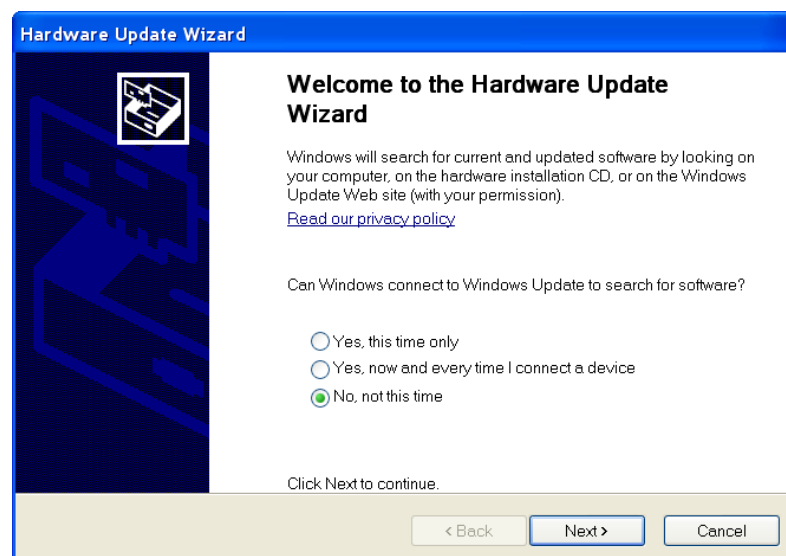 Hardware Update Wizard
Welcome to the Hardware Update
Wizard
Windows will search for current and updated software by looking on
your computer, on the hardware installation CD, or on the Windows
Update Web site (with your permission).
Read our privacy policy
Can Windows connect to Windows Update to search for software?
Yes, this time only
Yes, now and every time I connect a device
No, not this time
Click Next to continue.
< Back
Next >
Cancel